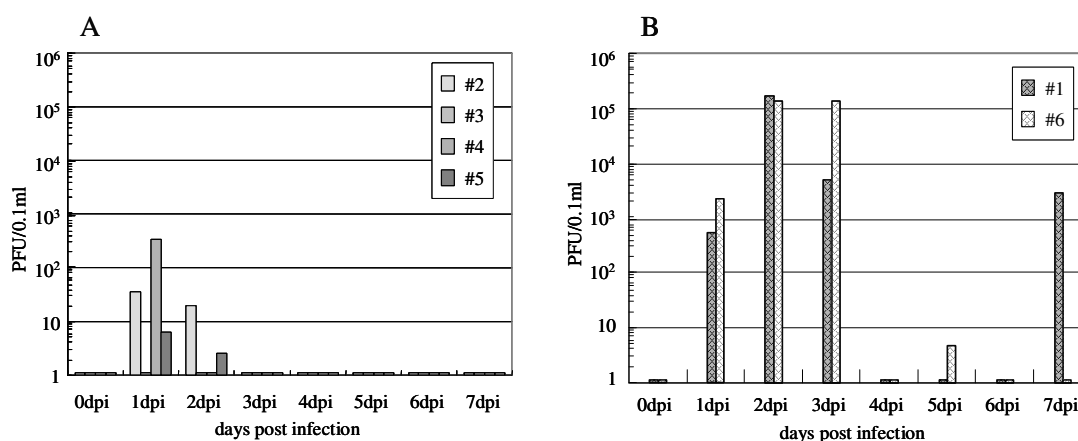 A
10⁶
10⁵
10⁴
10³
10²
10
1
PFU/0.1ml
#2
#3
#4
#5
0dpi 1dpi 2dpi 3dpi 4dpi 5dpi 6dpi 7dpi
days post infection
B
10⁶
10⁵
10⁴
10³
10²
10
1
PFU/0.1ml
#1
#6
0dpi 1dpi 2dpi 3dpi 4dpi 5dpi 6dpi 7dpi
days post infection